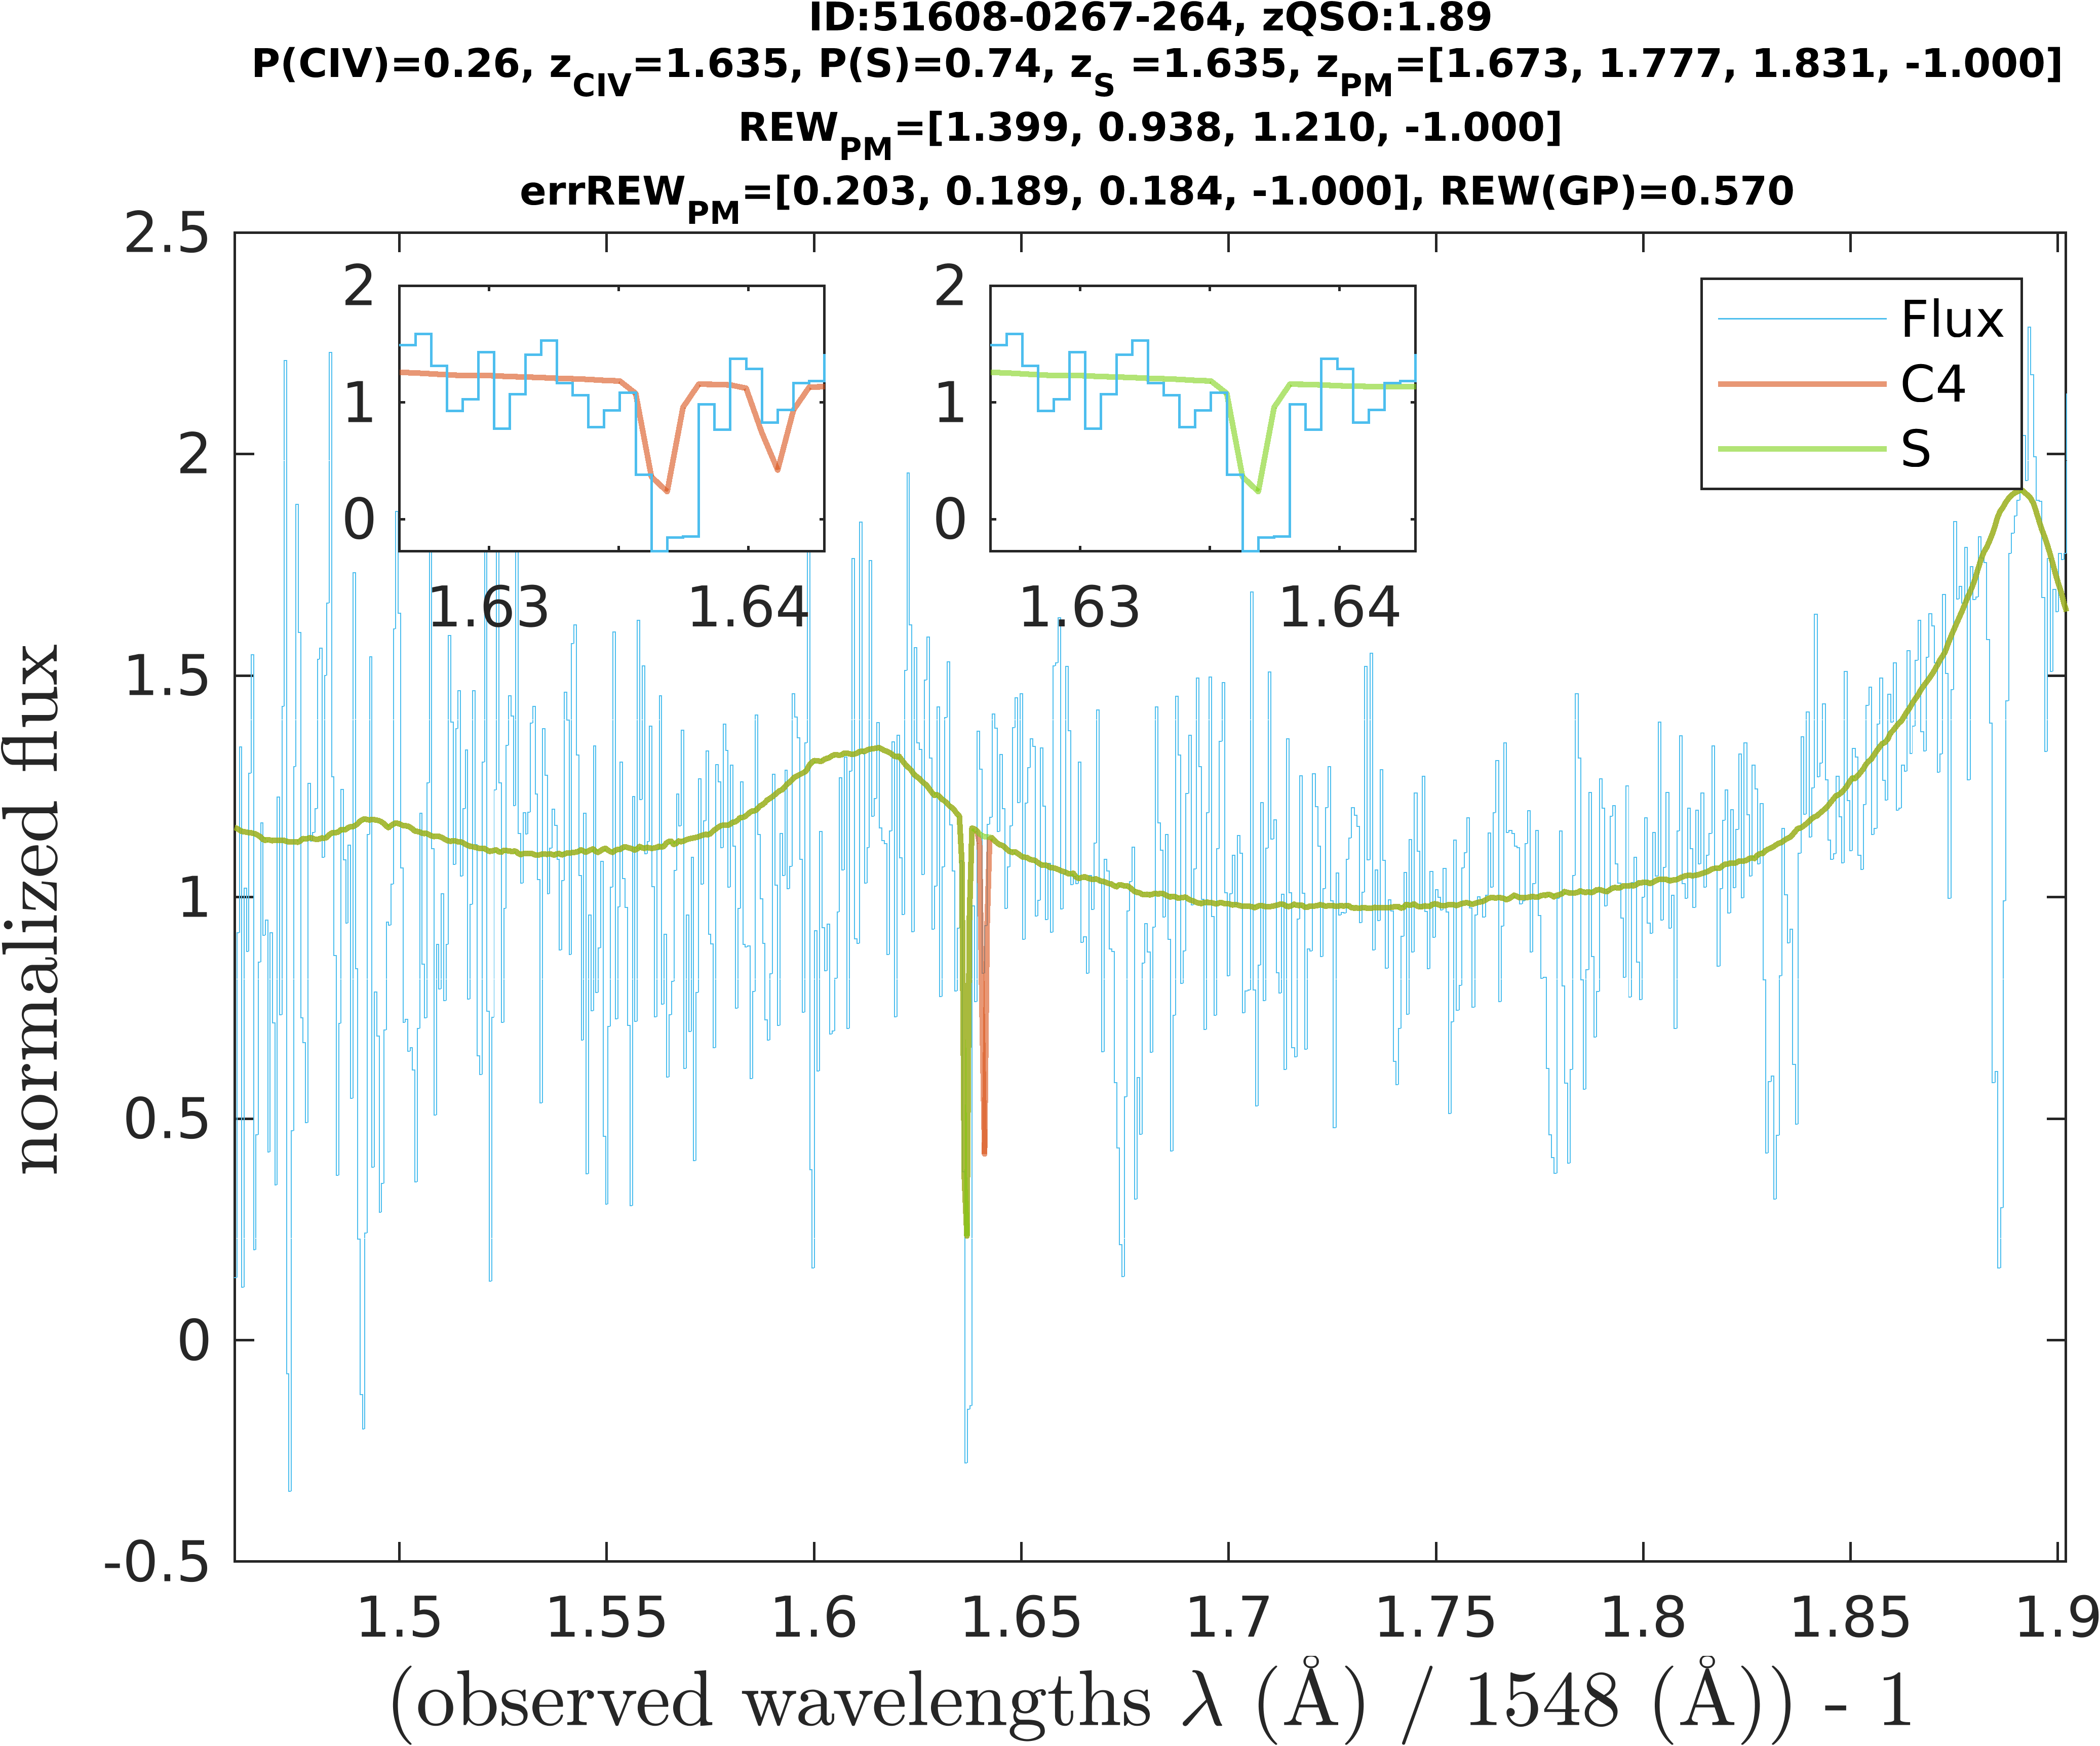 ID:51608-0267-264, zQSO:1.89
P(CIV)=0.26, z_CIV=1.635, P(S)=0.74, z_S =1.635, z_PM=[1.673, 1.777, 1.831, -1.000]
REW_PM=[1.399, 0.938, 1.210, -1.000]
errREW_PM=[0.203, 0.189, 0.184, -1.000], REW(GP)=0.570
2.5
2
1.5
1
0.5
0
-0.5
normalized flux
2
1
0
1.63 1.64
2
1
0
1.63 1.64
Flux
C4
S
1.5 1.55 1.6 1.65 1.7 1.75 1.8 1.85 1.9
(observed wavelengths λ (Å) / 1548 (Å)) - 1